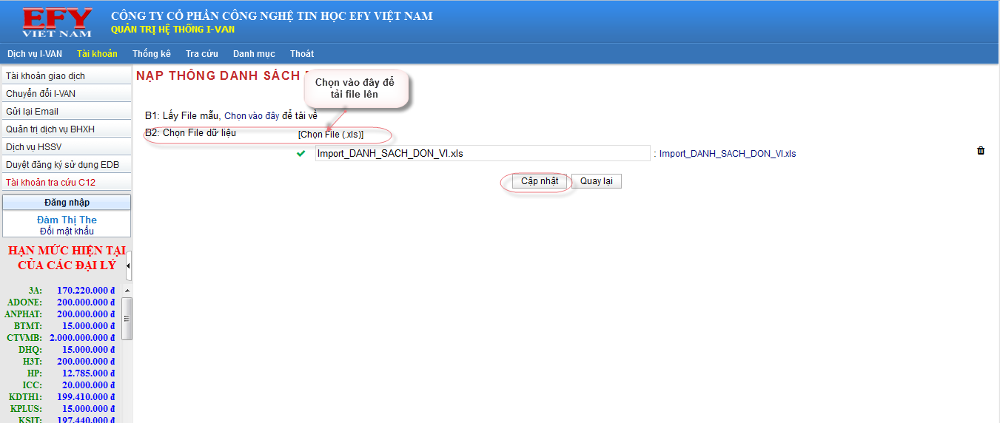 EFY
VIET NAM
CÔNG TY CỔ PHẦN CÔNG NGHỆ TIN HỌC EFY VIỆT NAM
QUẢN TRỊ HỆ THỐNG I-VAN
Dịch vụ I-VAN Tài khoản Thống kê Tra cứu Danh mục Thoát
Tài khoản giao dịch
Chuyển đổi I-VAN
Gửi lại Email
Quản trị dịch vụ BHXH
Dịch vụ HSSV
Duyệt đăng ký sử dụng EDB
Tài khoản tra cứu C12
Đăng nhập
Đàm Thị The
Đổi mật khẩu
HẠN MỨC HIỆN TẠI
CỦA CÁC ĐẠI LÝ
3A: 170.220.000 đ
ADONE: 200.000.000 đ
ANPHAT: 200.000.000 đ
BTMT: 15.000.000 đ
CTVMB: 2.000.000.000 đ
DHQ: 15.000.000 đ
H3T: 200.000.000 đ
HP: 12.785.000 đ
ICC: 20.000.000 đ
KDTH1: 199.410.000 đ
KPLUS: 15.000.000 đ
KSIT: 197.440.000 đ
NẠP THÔNG DANH SÁCH
Chọn vào đây để
tải file lên
B1: Lấy File mẫu, Chọn vào đây để tải về
B2: Chọn File dữ liệu [Chọn File (.xls)]
Import_DANH_SACH_DON_VI.xls : Import_DANH_SACH_DON_VI.xls
Cập nhật Quay lại